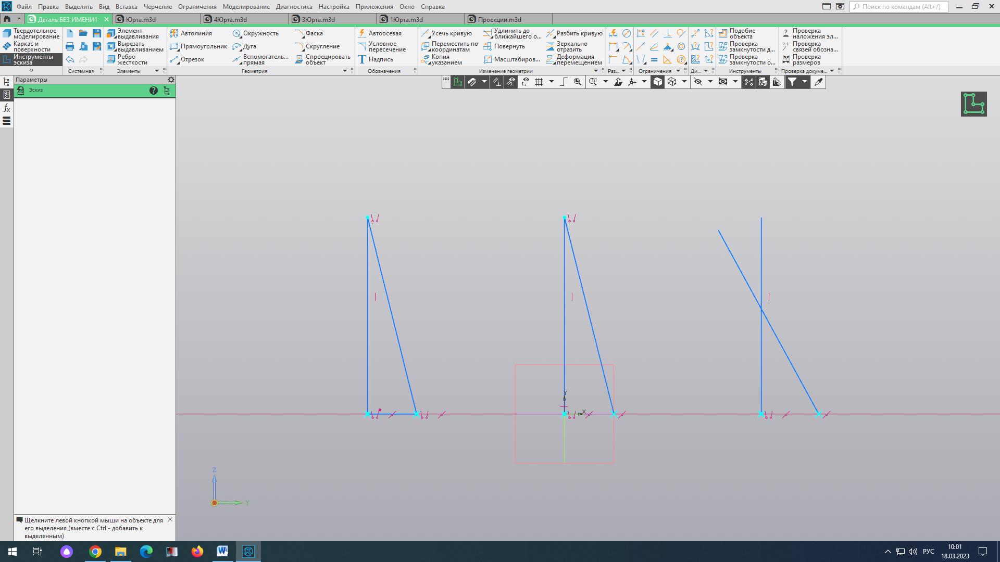 Файл Правка Выделить Вид Вставка Черчение Ограничения Моделирование Диагностика Настройка Приложения Окно Справка
Поиск по командам (Alt+/)
Деталь БЕЗ ИМЕНИ1
Юрта.m3d
4Юрта.m3d
3Юрта.m3d
1Юрта.m3d
Проекции.m3d
Твердотельное
моделирование
Каркас и
поверхности
Инструменты
эскиза
Системная
Элемент
выдавливания
Вырезать
выдавливанием
Ребро
жесткости
Элементы
Автолиния
Прямоугольник
Отрезок
Окружность
Дуга
Вспомогатель...
прямая
Фаска
Скругление
Спроецировать
объект
Геометрия
Автоосевая
Условное
пересечение
Надпись
Обозначения
Усечь кривую
Переместить по
координатам
Копия
указанием
Удлинить до
ближайшего о...
Повернуть
Масштабиров...
Разбить кривую
Зеркально
отразить
Деформация
перемещением
Изменение геометрии
Раз...
Ограничения
Ди...
Подобие
объекта
Проверка
замкнутости д...
Проверка
замкнутости о...
Инструменты
Проверка
наложения эл...
Проверка
связей обозна...
Проверка
размеров
Проверка докуме...
Параметры
Эскиз
Y
X
Z
Y
Щелкните левой кнопкой мыши на объекте для
его выделения (вместе с Ctrl - добавить к
выделенным)
РУС
10:01
18.03.2023